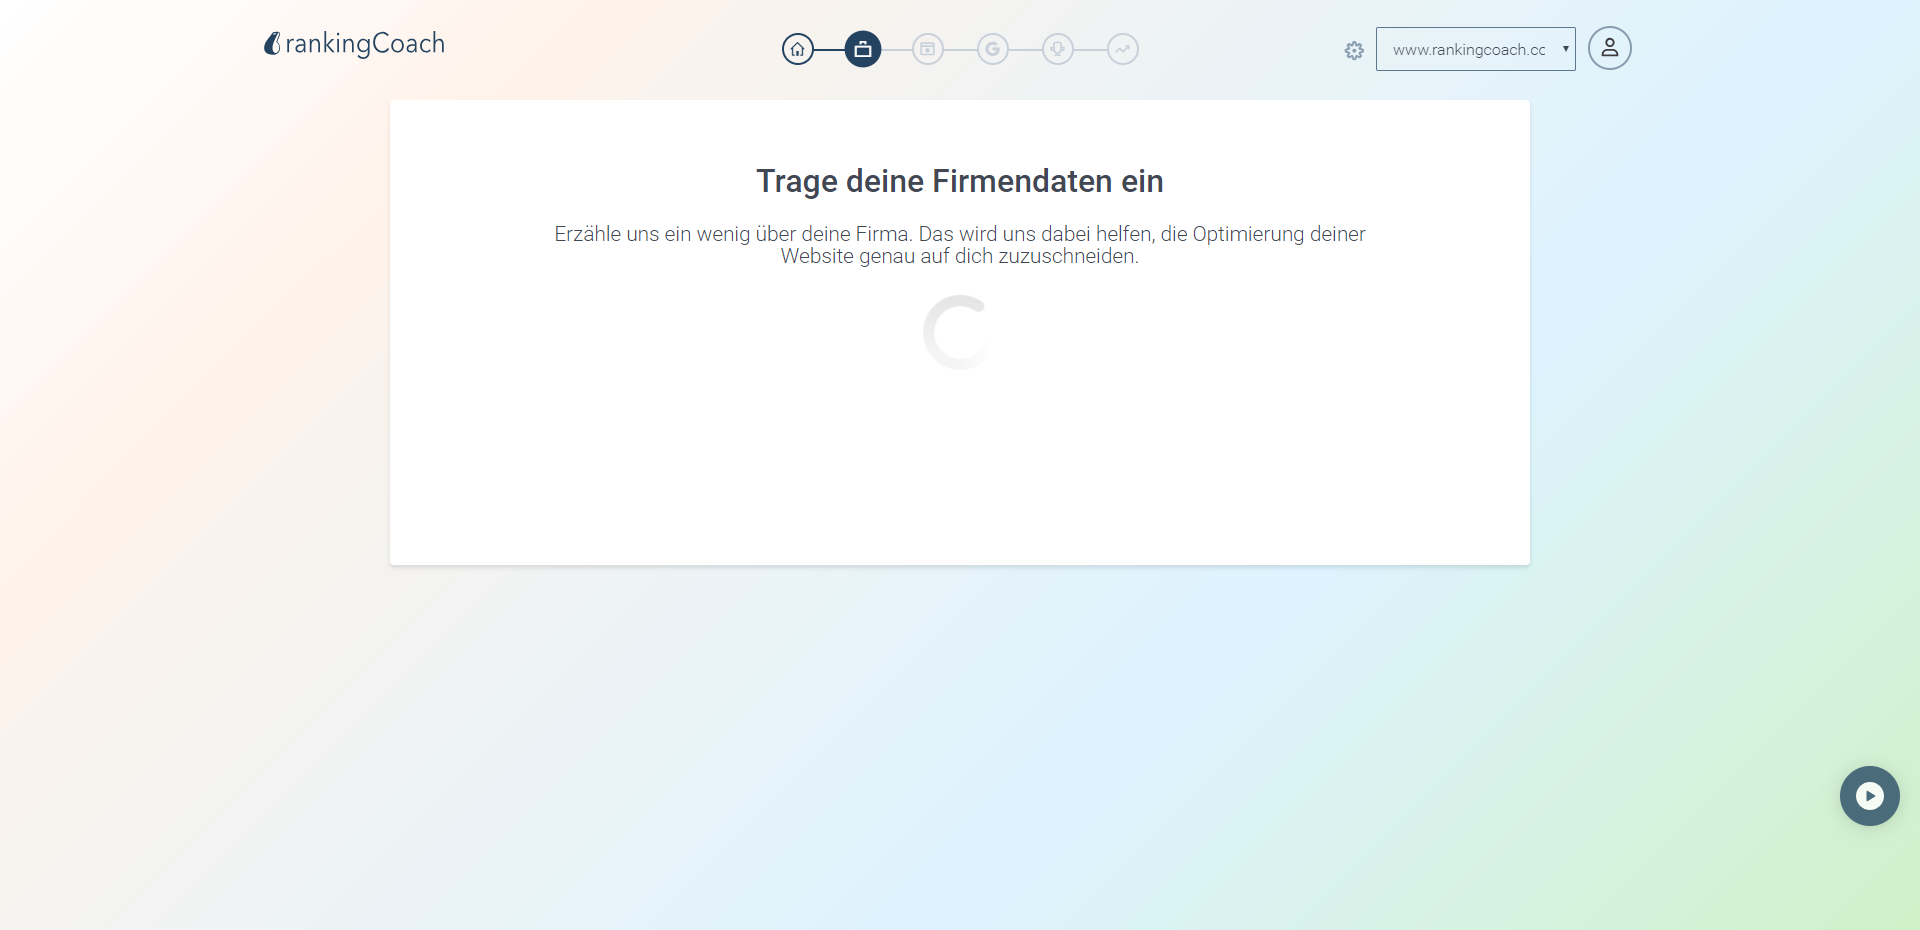 rankingCoach
www.rankingcoach.cc
Trage deine Firmendaten ein
Erzähle uns ein wenig über deine Firma. Das wird uns dabei helfen, die Optimierung deiner
Website genau auf dich zuzuschneiden.